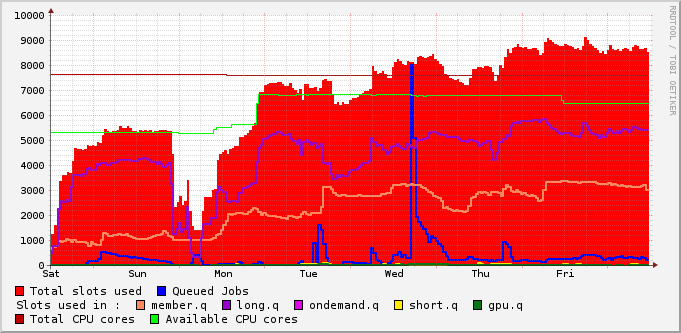 10000
9000
8000
7000
6000
5000
4000
3000
2000
1000
0
Sat Sun Mon Tue Wed Thu Fri
Total slots used Queued Jobs
Slots used in : member.q long.q ondemand.q short.q gpu.q
Total CPU cores Available CPU cores
RRDTOOL / TOBI OETIKER